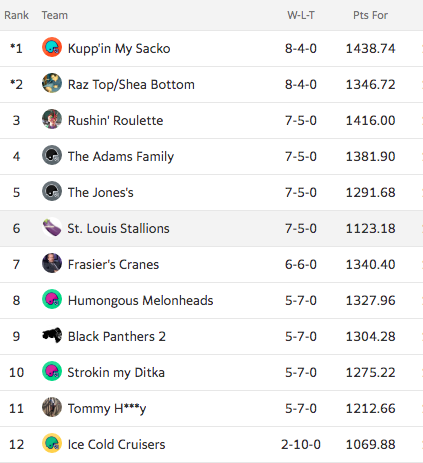 Rank Team W-L-T Pts For
*1 Kupp'in My Sacko 8-4-0 1438.74
*2 Raz Top/Shea Bottom 8-4-0 1346.72
3 Rushin' Roulette 7-5-0 1416.00
4 The Adams Family 7-5-0 1381.90
5 The Jones's 7-5-0 1291.68
6 St. Louis Stallions 7-5-0 1123.18
7 Frasier's Cranes 6-6-0 1340.40
8 Humongous Melonheads 5-7-0 1327.96
9 Black Panthers 2 5-7-0 1304.28
10 Strokin my Ditka 5-7-0 1275.22
11 Tommy H***y 5-7-0 1212.66
12 Ice Cold Cruisers 2-10-0 1069.88